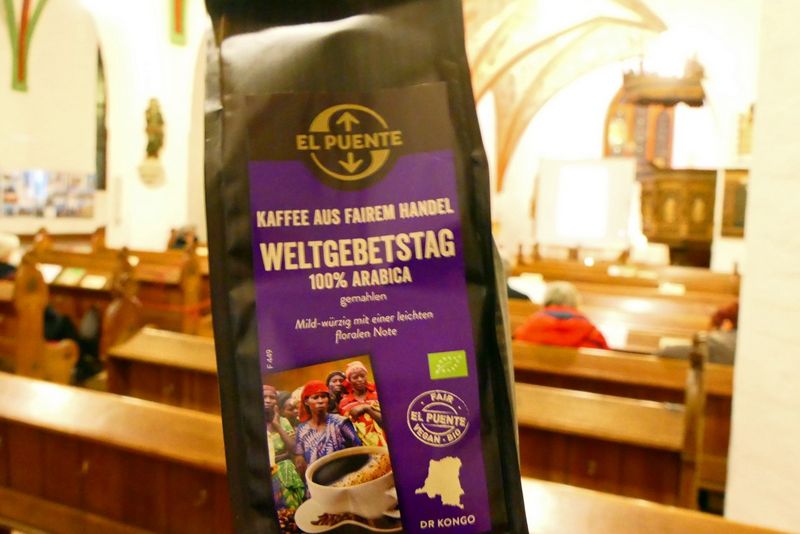 EL PUENTE
KAFFEE AUS FAIREM HANDEL
WELTGEBETSTAG
100% ARABICA
gemahlen
Mild-würzig mit einer leichten
floralen Note
F 449
FAIR
EL PUENTE
VEGAN · BIO
DR KONGO